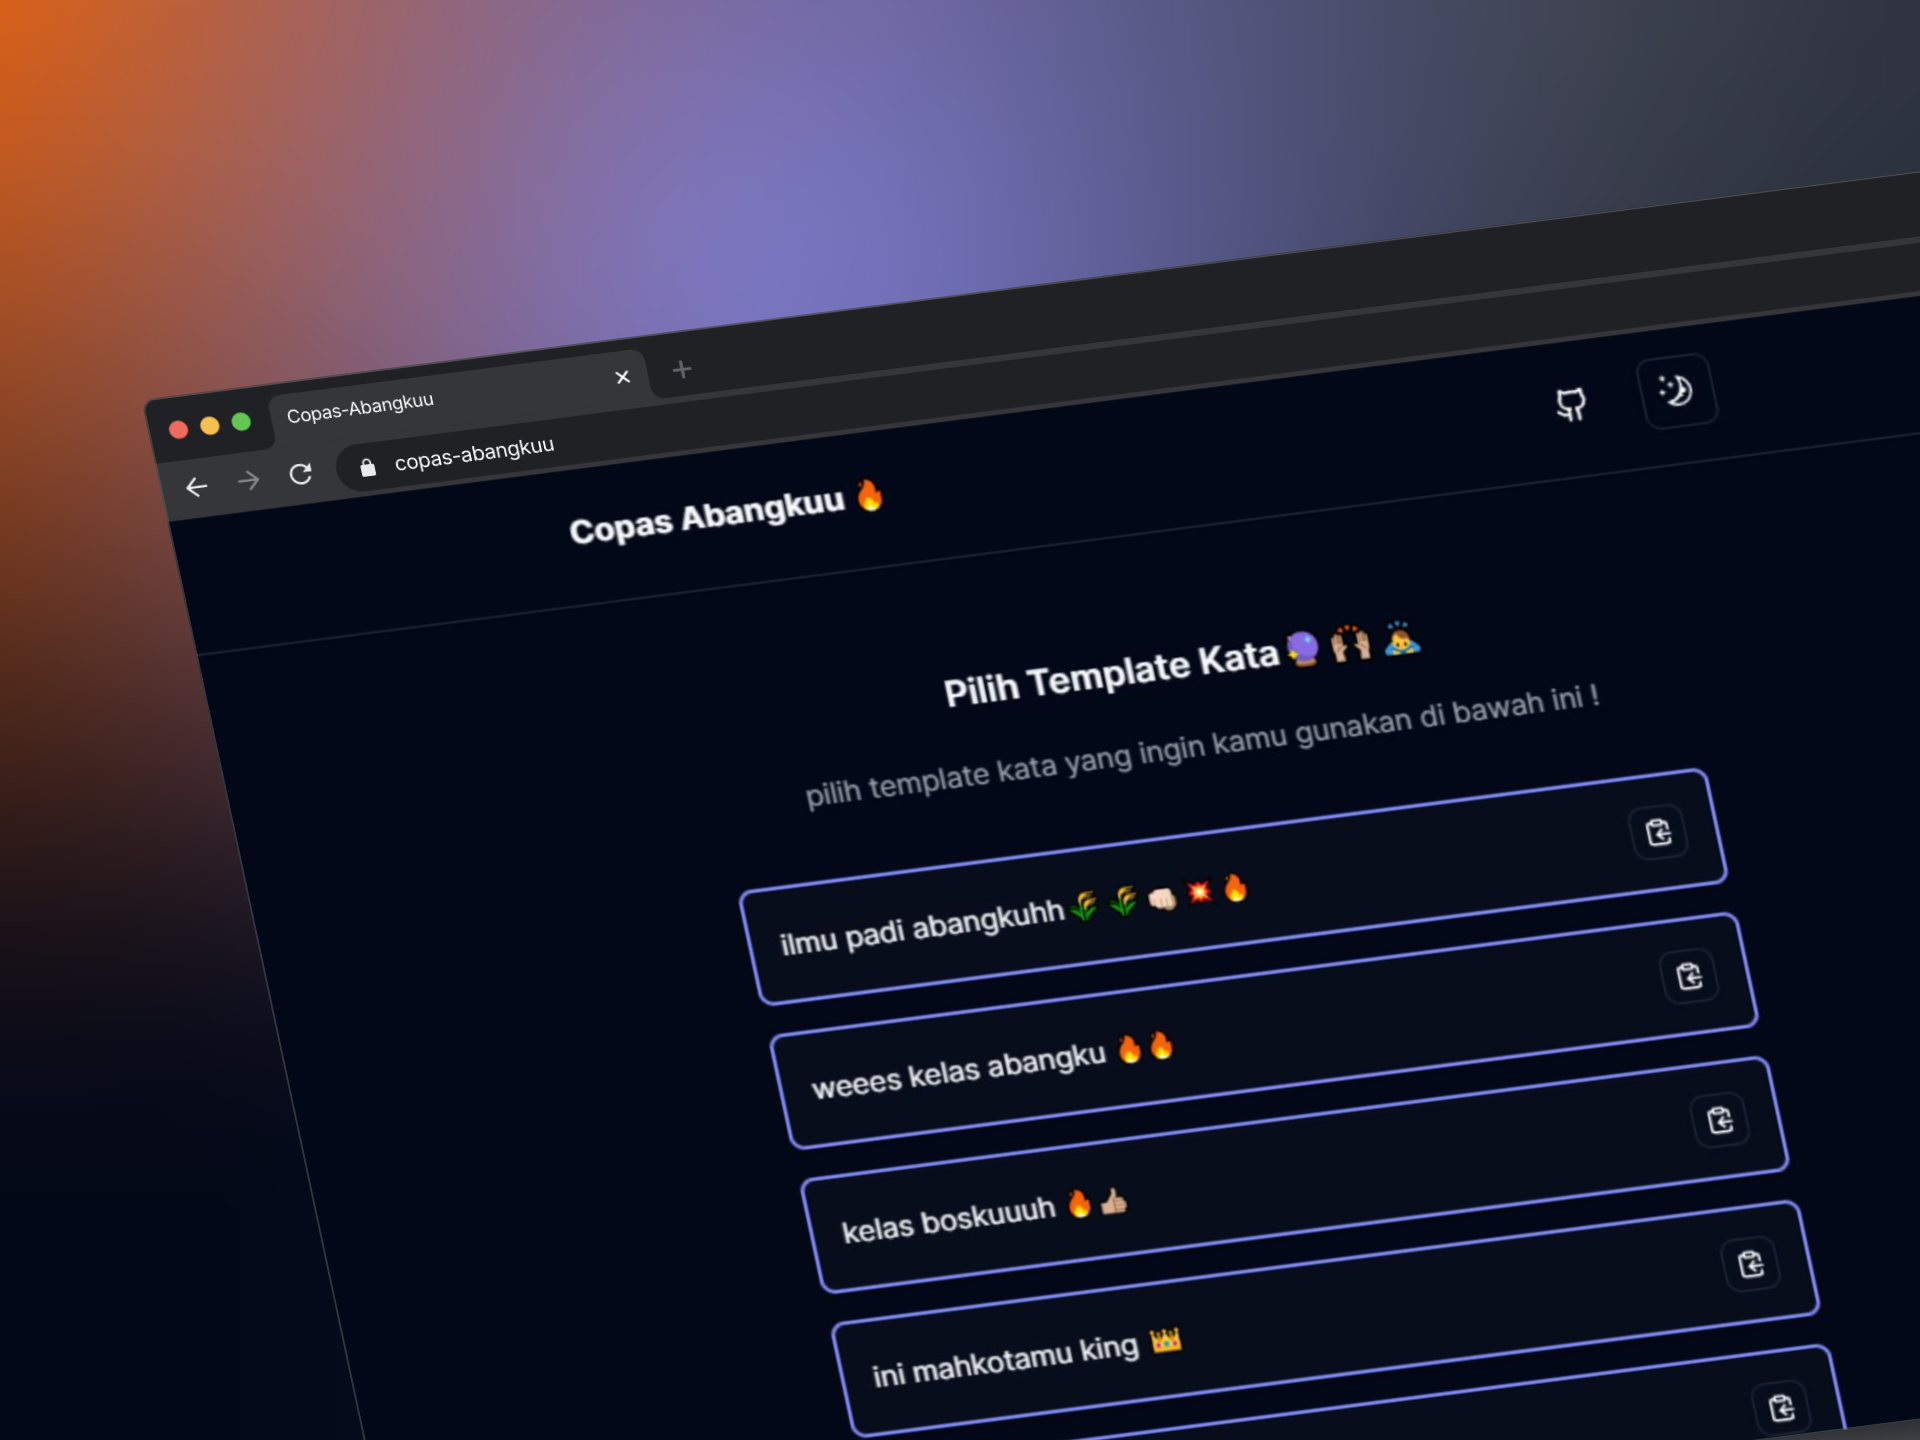 Copas-Abangkuu
copas-abangkuu
Copas Abangkuu 🔥
Pilih Template Kata🔮🙌🏼🙇
pilih template kata yang ingin kamu gunakan di bawah ini !
ilmu padi abangkuhh🌾🌾👊🏻💥🔥
weees kelas abangku 🔥🔥
kelas boskuuuh 🔥👍🏼
ini mahkotamu king 👑